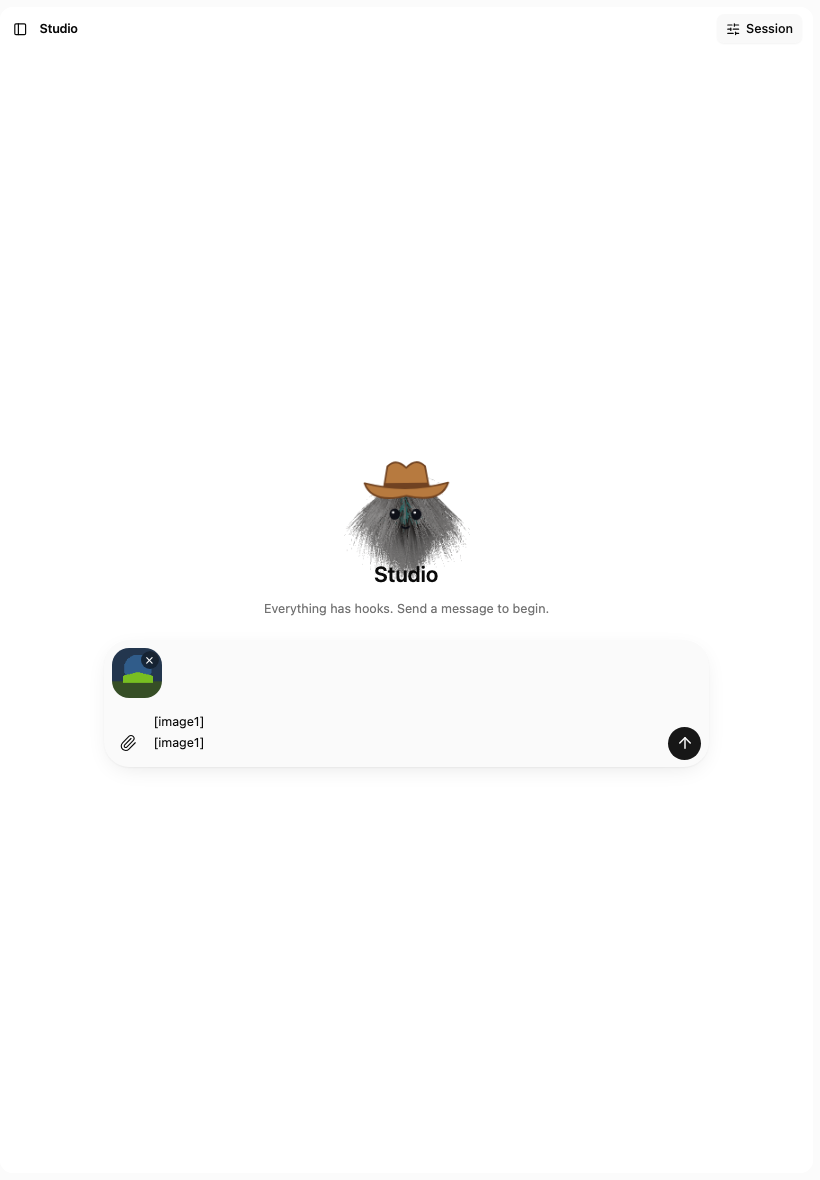 Studio
Session
Studio
Everything has hooks. Send a message to begin.
[image1]
[image1]